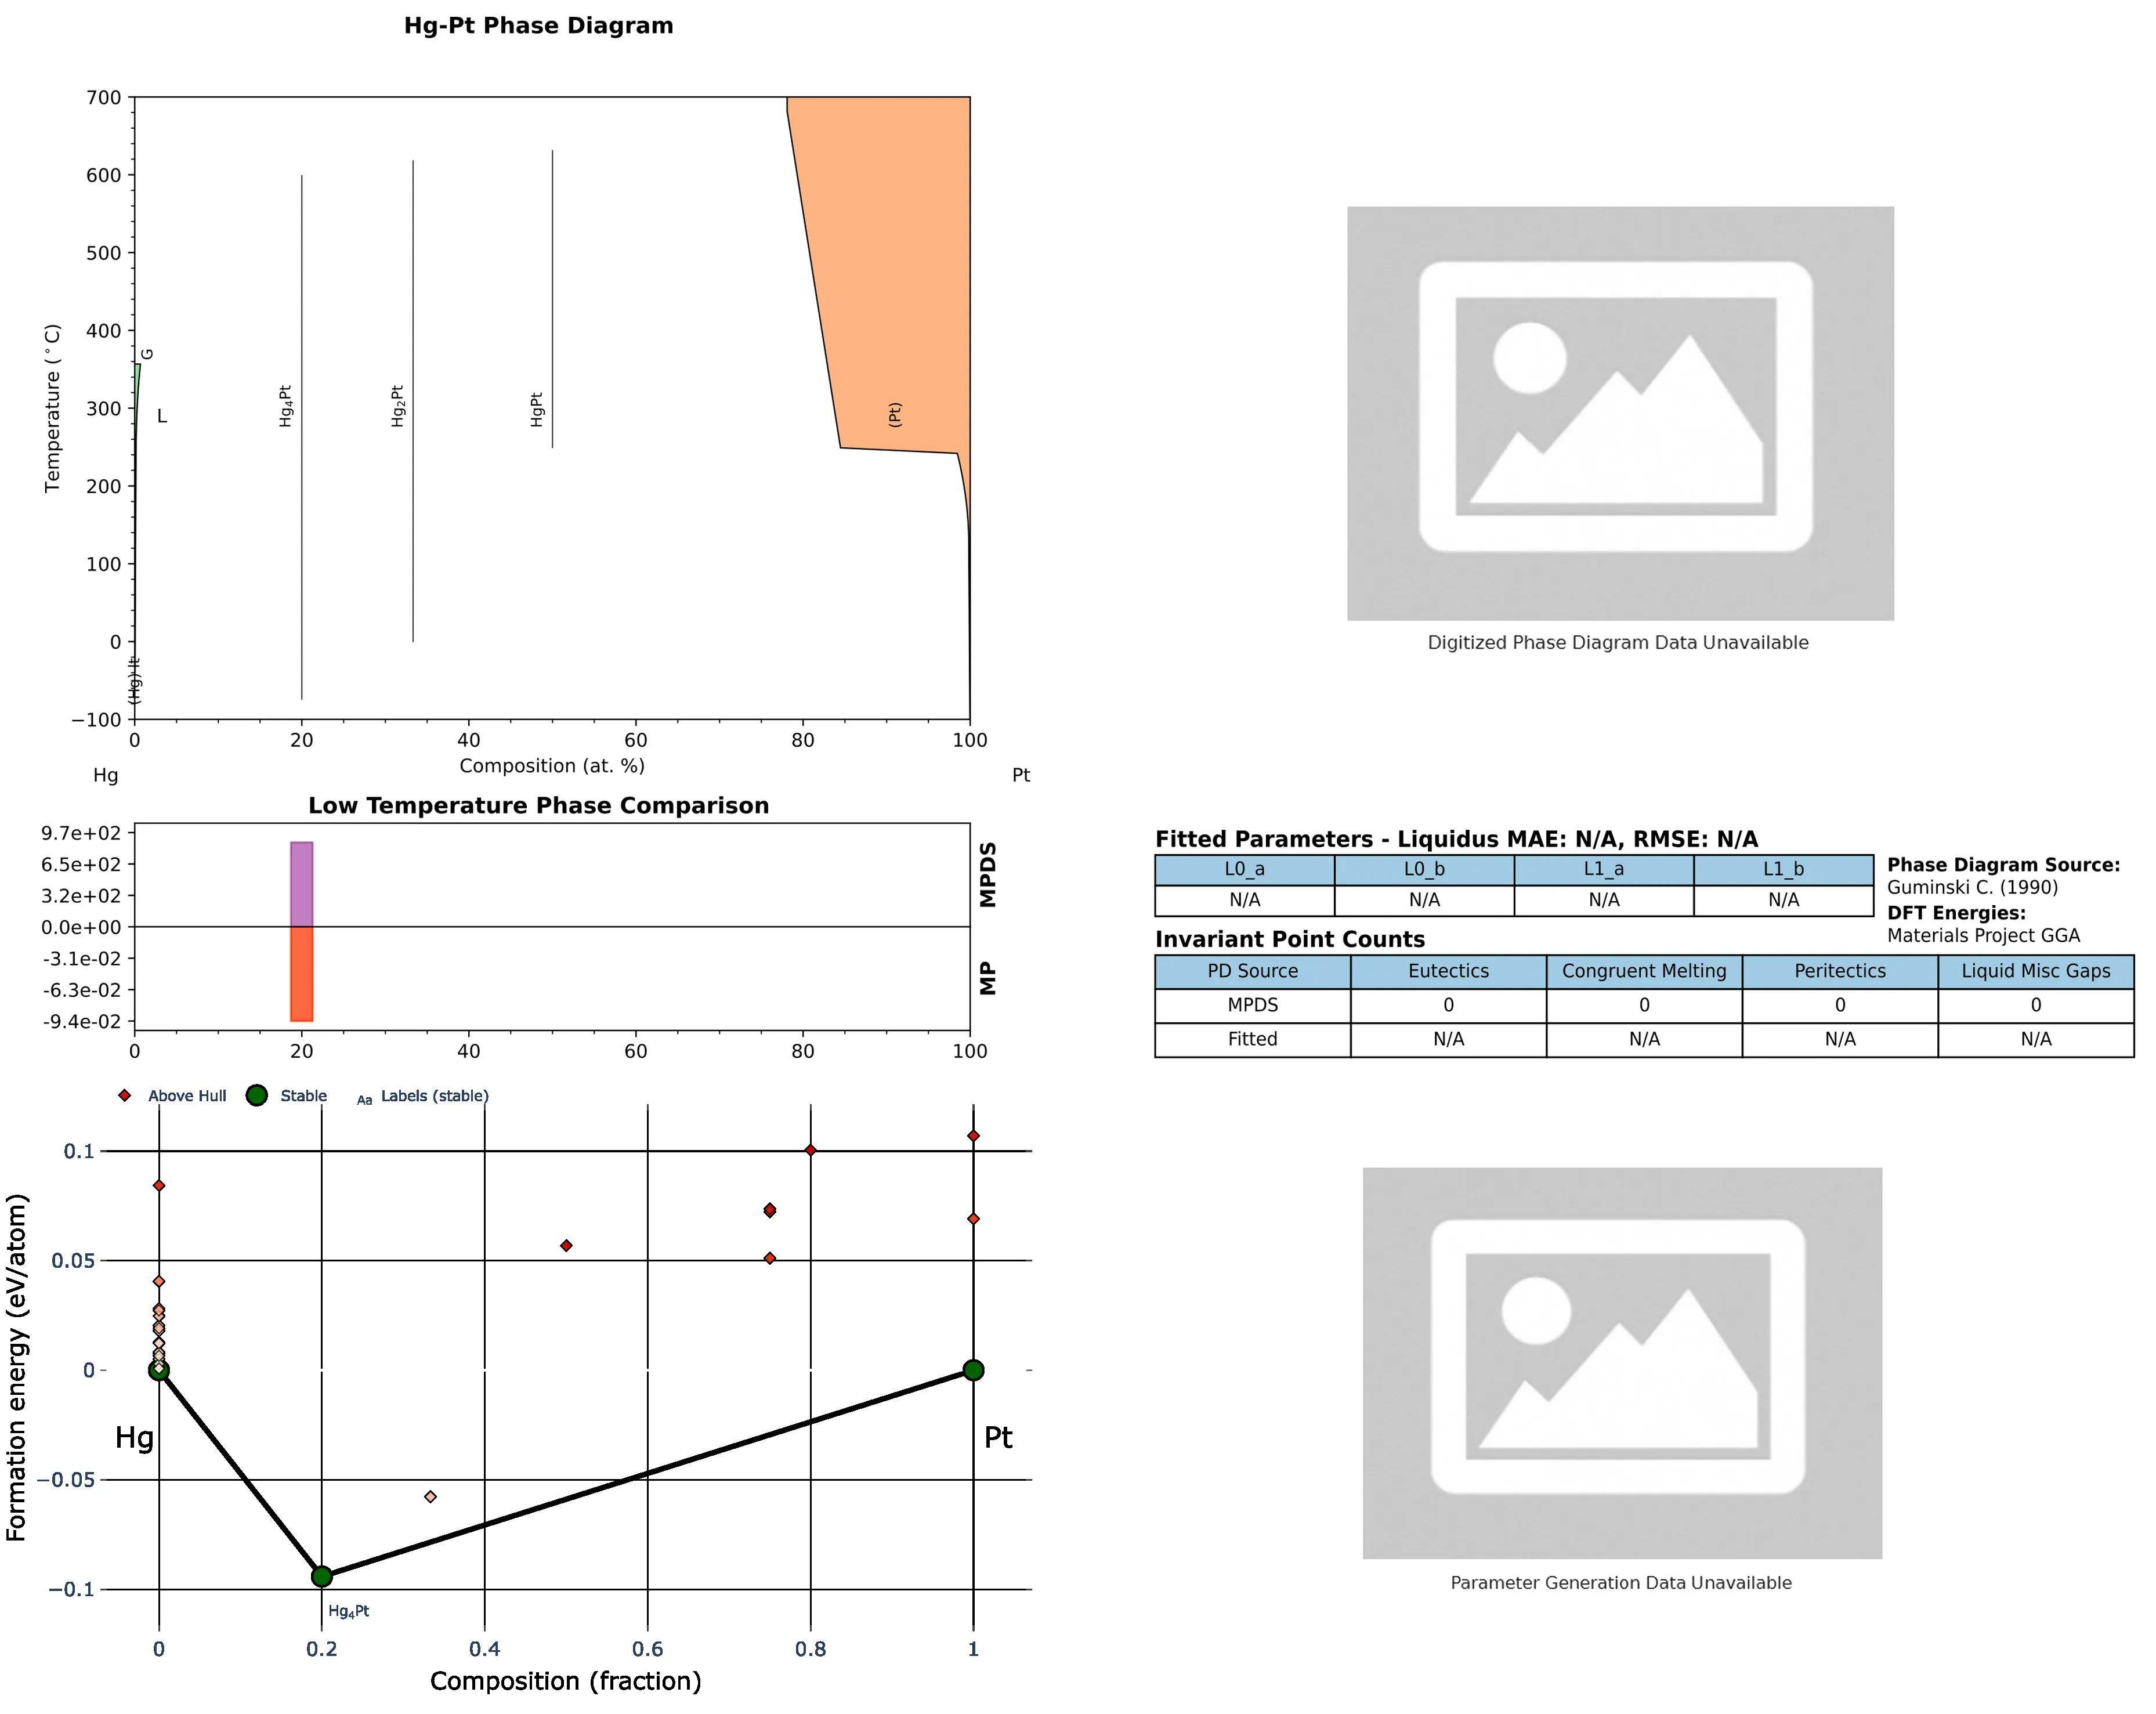 Hg-Pt Phase Diagram
700
600
500
400
300
200
100
0
−100
Temperature (°C)
G
L
(Hg) lt
Hg₄Pt
Hg₂Pt
HgPt
(Pt)
0 20 40 60 80 100
Composition (at. %)
Hg Pt
Digitized Phase Diagram Data Unavailable
Low Temperature Phase Comparison
9.7e+02
6.5e+02
3.2e+02
0.0e+00
-3.1e-02
-6.3e-02
-9.4e-02
MPDS
MP
0 20 40 60 80 100
Fitted Parameters - Liquidus MAE: N/A, RMSE: N/A
L0_a L0_b L1_a L1_b
N/A N/A N/A N/A
Phase Diagram Source:
Guminski C. (1990)
DFT Energies:
Materials Project GGA
Invariant Point Counts
PD Source Eutectics Congruent Melting Peritectics Liquid Misc Gaps
MPDS 0 0 0 0
Fitted N/A N/A N/A N/A
Above Hull Stable Aa Labels (stable)
0.1
0.05
0
−0.05
−0.1
Formation energy (eV/atom)
Hg
Pt
Hg₄Pt
0 0.2 0.4 0.6 0.8 1
Composition (fraction)
Parameter Generation Data Unavailable